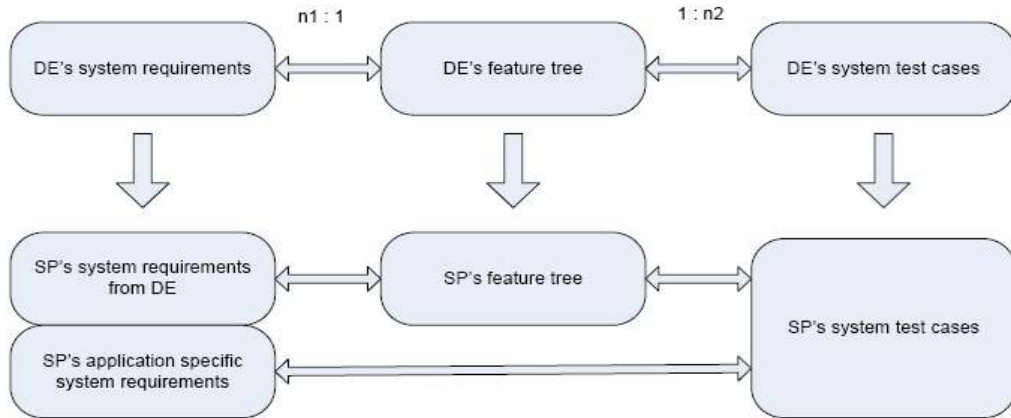 n1 : 1
1 : n2
DE's system requirements
DE's feature tree
DE's system test cases
SP's system requirements
from DE
SP's feature tree
SP's system test cases
SP's application specific
system requirements